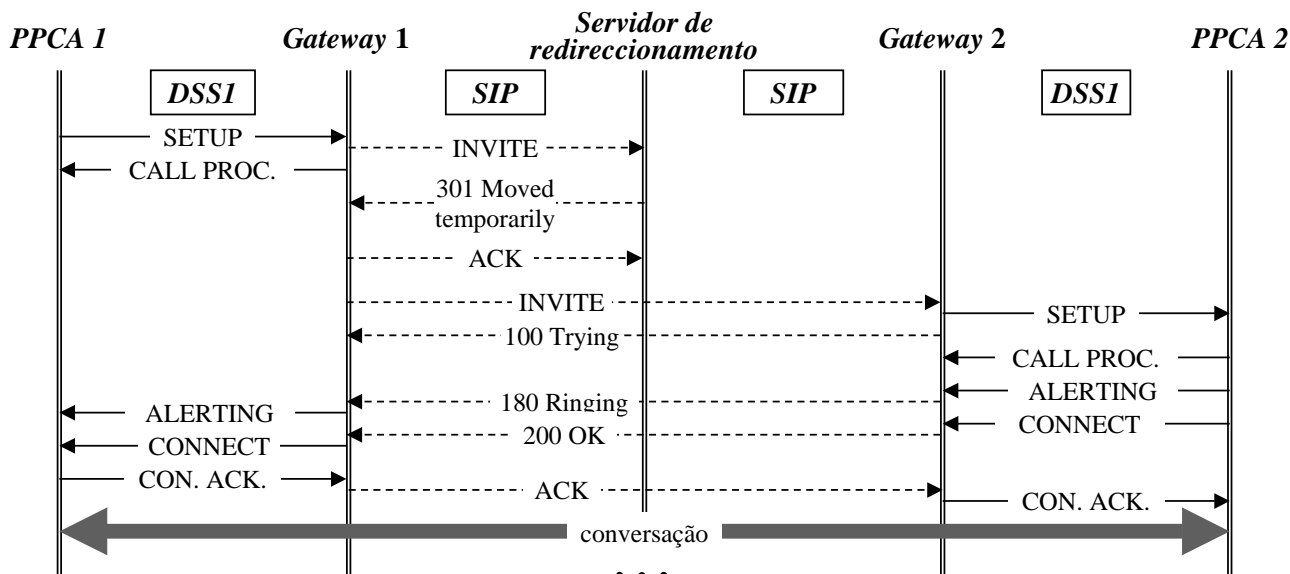 PPCA 1 Gateway 1 Servidor de Gateway 2 PPCA 2
redireccionamento
DSS1 SIP SIP DSS1
SETUP
INVITE
CALL PROC.
301 Moved
temporarily
ACK
INVITE
SETUP
100 Trying
CALL PROC.
ALERTING
180 Ringing
ALERTING
CONNECT
200 OK
CONNECT
CON. ACK.
ACK
CON. ACK.
conversação
...